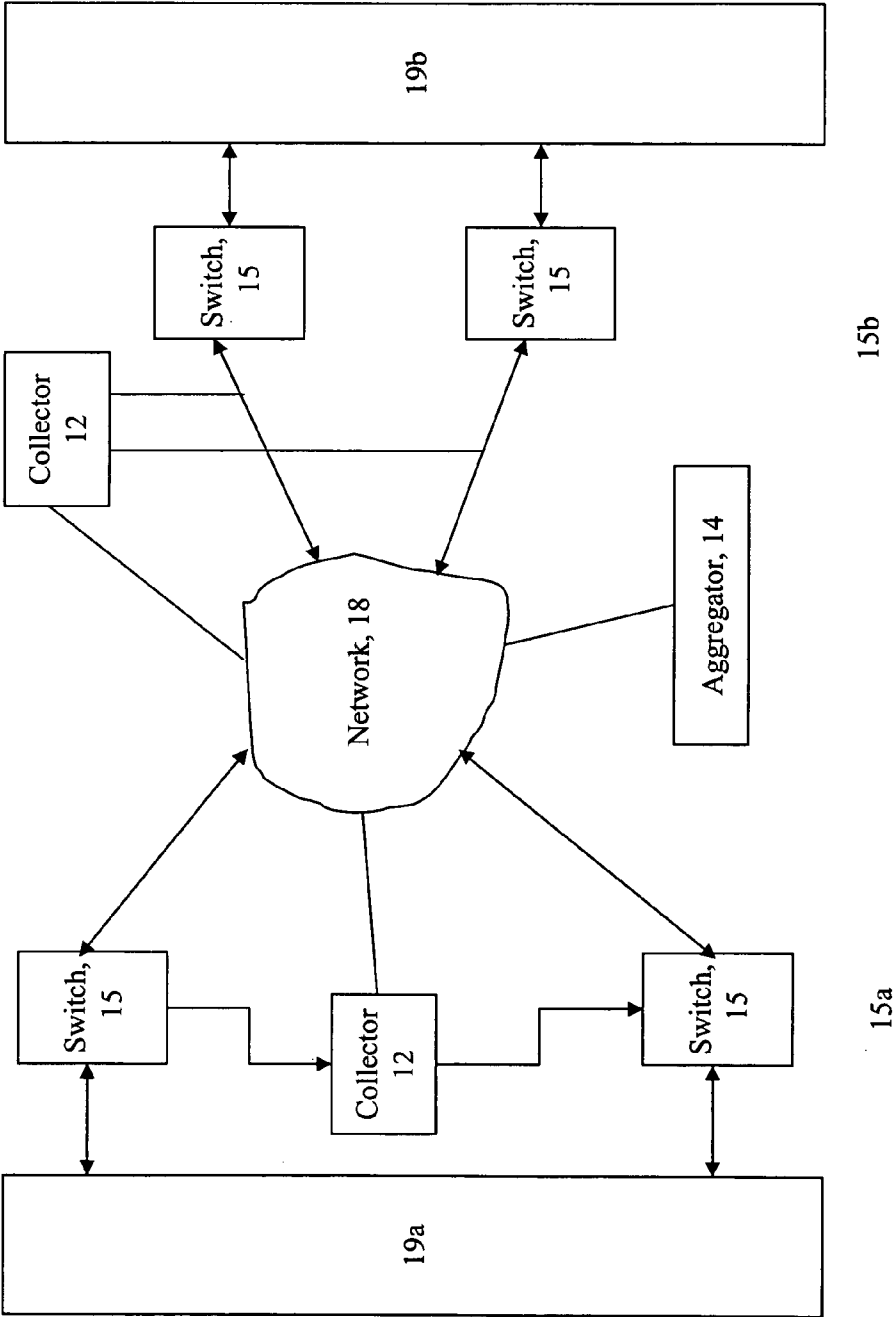 Collector
12
Switch,
15
Switch,
15
19a
Collector
12
Network, 18
19b
Switch,
15
Switch,
15
Aggregator, 14
15a
15b